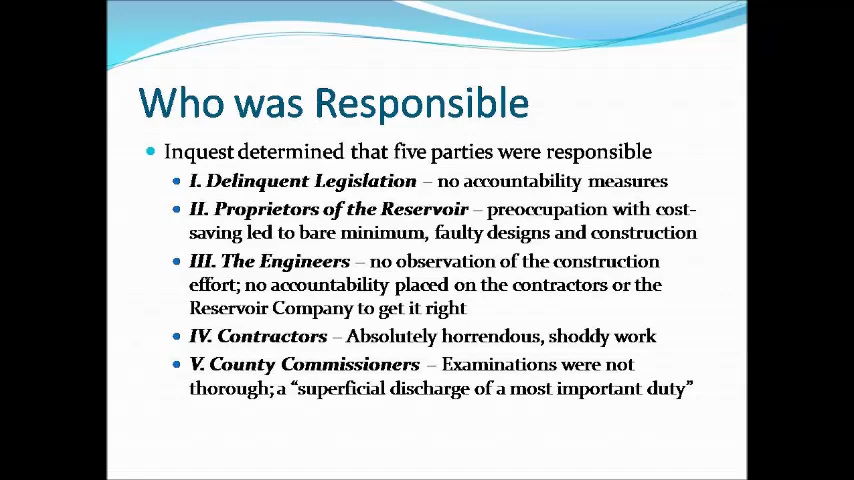 Who was Responsible
Inquest determined that five parties were responsible
I. Delinquent Legislation – no accountability measures
II. Proprietors of the Reservoir – preoccupation with cost-
saving led to bare minimum, faulty designs and construction
III. The Engineers – no observation of the construction
effort; no accountability placed on the contractors or the
Reservoir Company to get it right
IV. Contractors – Absolutely horrendous, shoddy work
V. County Commissioners – Examinations were not
thorough; a “superficial discharge of a most important duty”